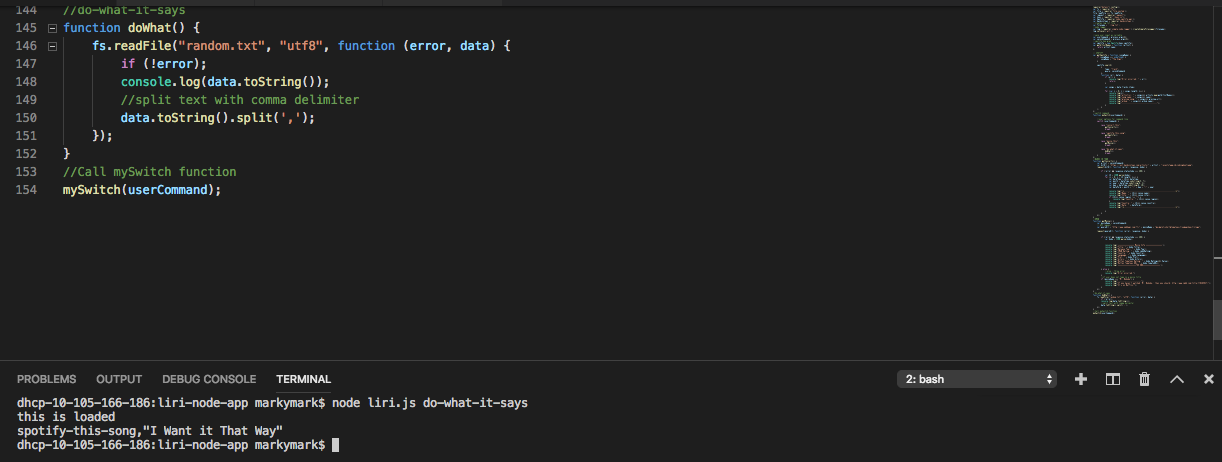 144 //do-what-it-says
145 function doWhat() {
146 fs.readFile("random.txt", "utf8", function (error, data) {
147 if (!error);
148 console.log(data.toString());
149 //split text with comma delimiter
150 data.toString().split(',');
151 });
152 }
153 //Call mySwitch function
154 mySwitch(userCommand);
PROBLEMS OUTPUT DEBUG CONSOLE TERMINAL 2: bash
dhcp-10-105-166-186:liri-node-app markymark$ node liri.js do-what-it-says
this is loaded
spotify-this-song,"I Want it That Way"
dhcp-10-105-166-186:liri-node-app markymark$